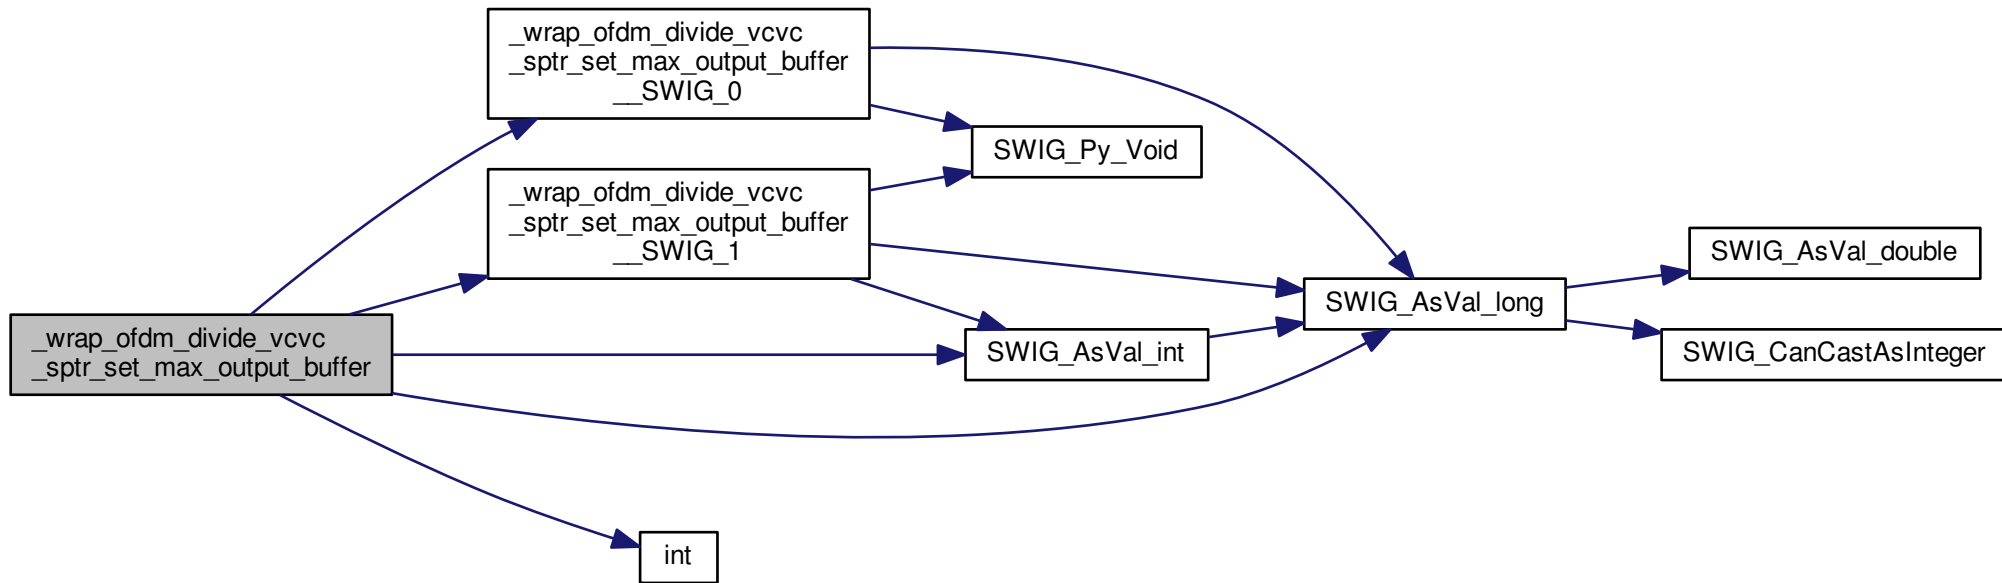 _wrap_ofdm_divide_vcvc
_sptr_set_max_output_buffer
__SWIG_0
SWIG_Py_Void
_wrap_ofdm_divide_vcvc
_sptr_set_max_output_buffer
__SWIG_1
SWIG_AsVal_double
SWIG_AsVal_long
_wrap_ofdm_divide_vcvc
_sptr_set_max_output_buffer
SWIG_AsVal_int
SWIG_CanCastAsInteger
int